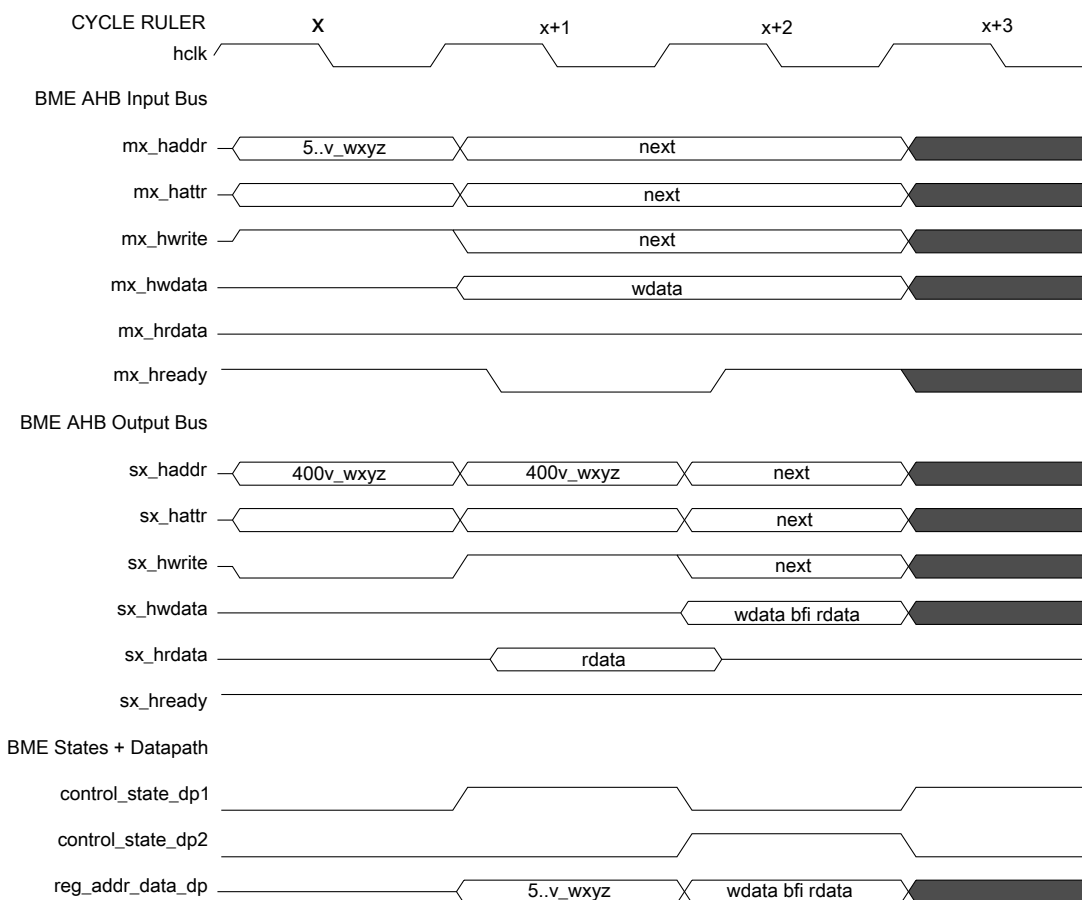 CYCLE RULER x x+1 x+2 x+3
hclk
BME AHB Input Bus
mx_haddr 5..v_wxyz next
mx_hattr next
mx_hwrite next
mx_hwdata wdata
mx_hrdata
mx_hready
BME AHB Output Bus
sx_haddr 400v_wxyz 400v_wxyz next
sx_hattr next
sx_hwrite next
sx_hwdata wdata bfi rdata
sx_hrdata rdata
sx_hready
BME States + Datapath
control_state_dp1
control_state_dp2
reg_addr_data_dp 5..v_wxyz wdata bfi rdata